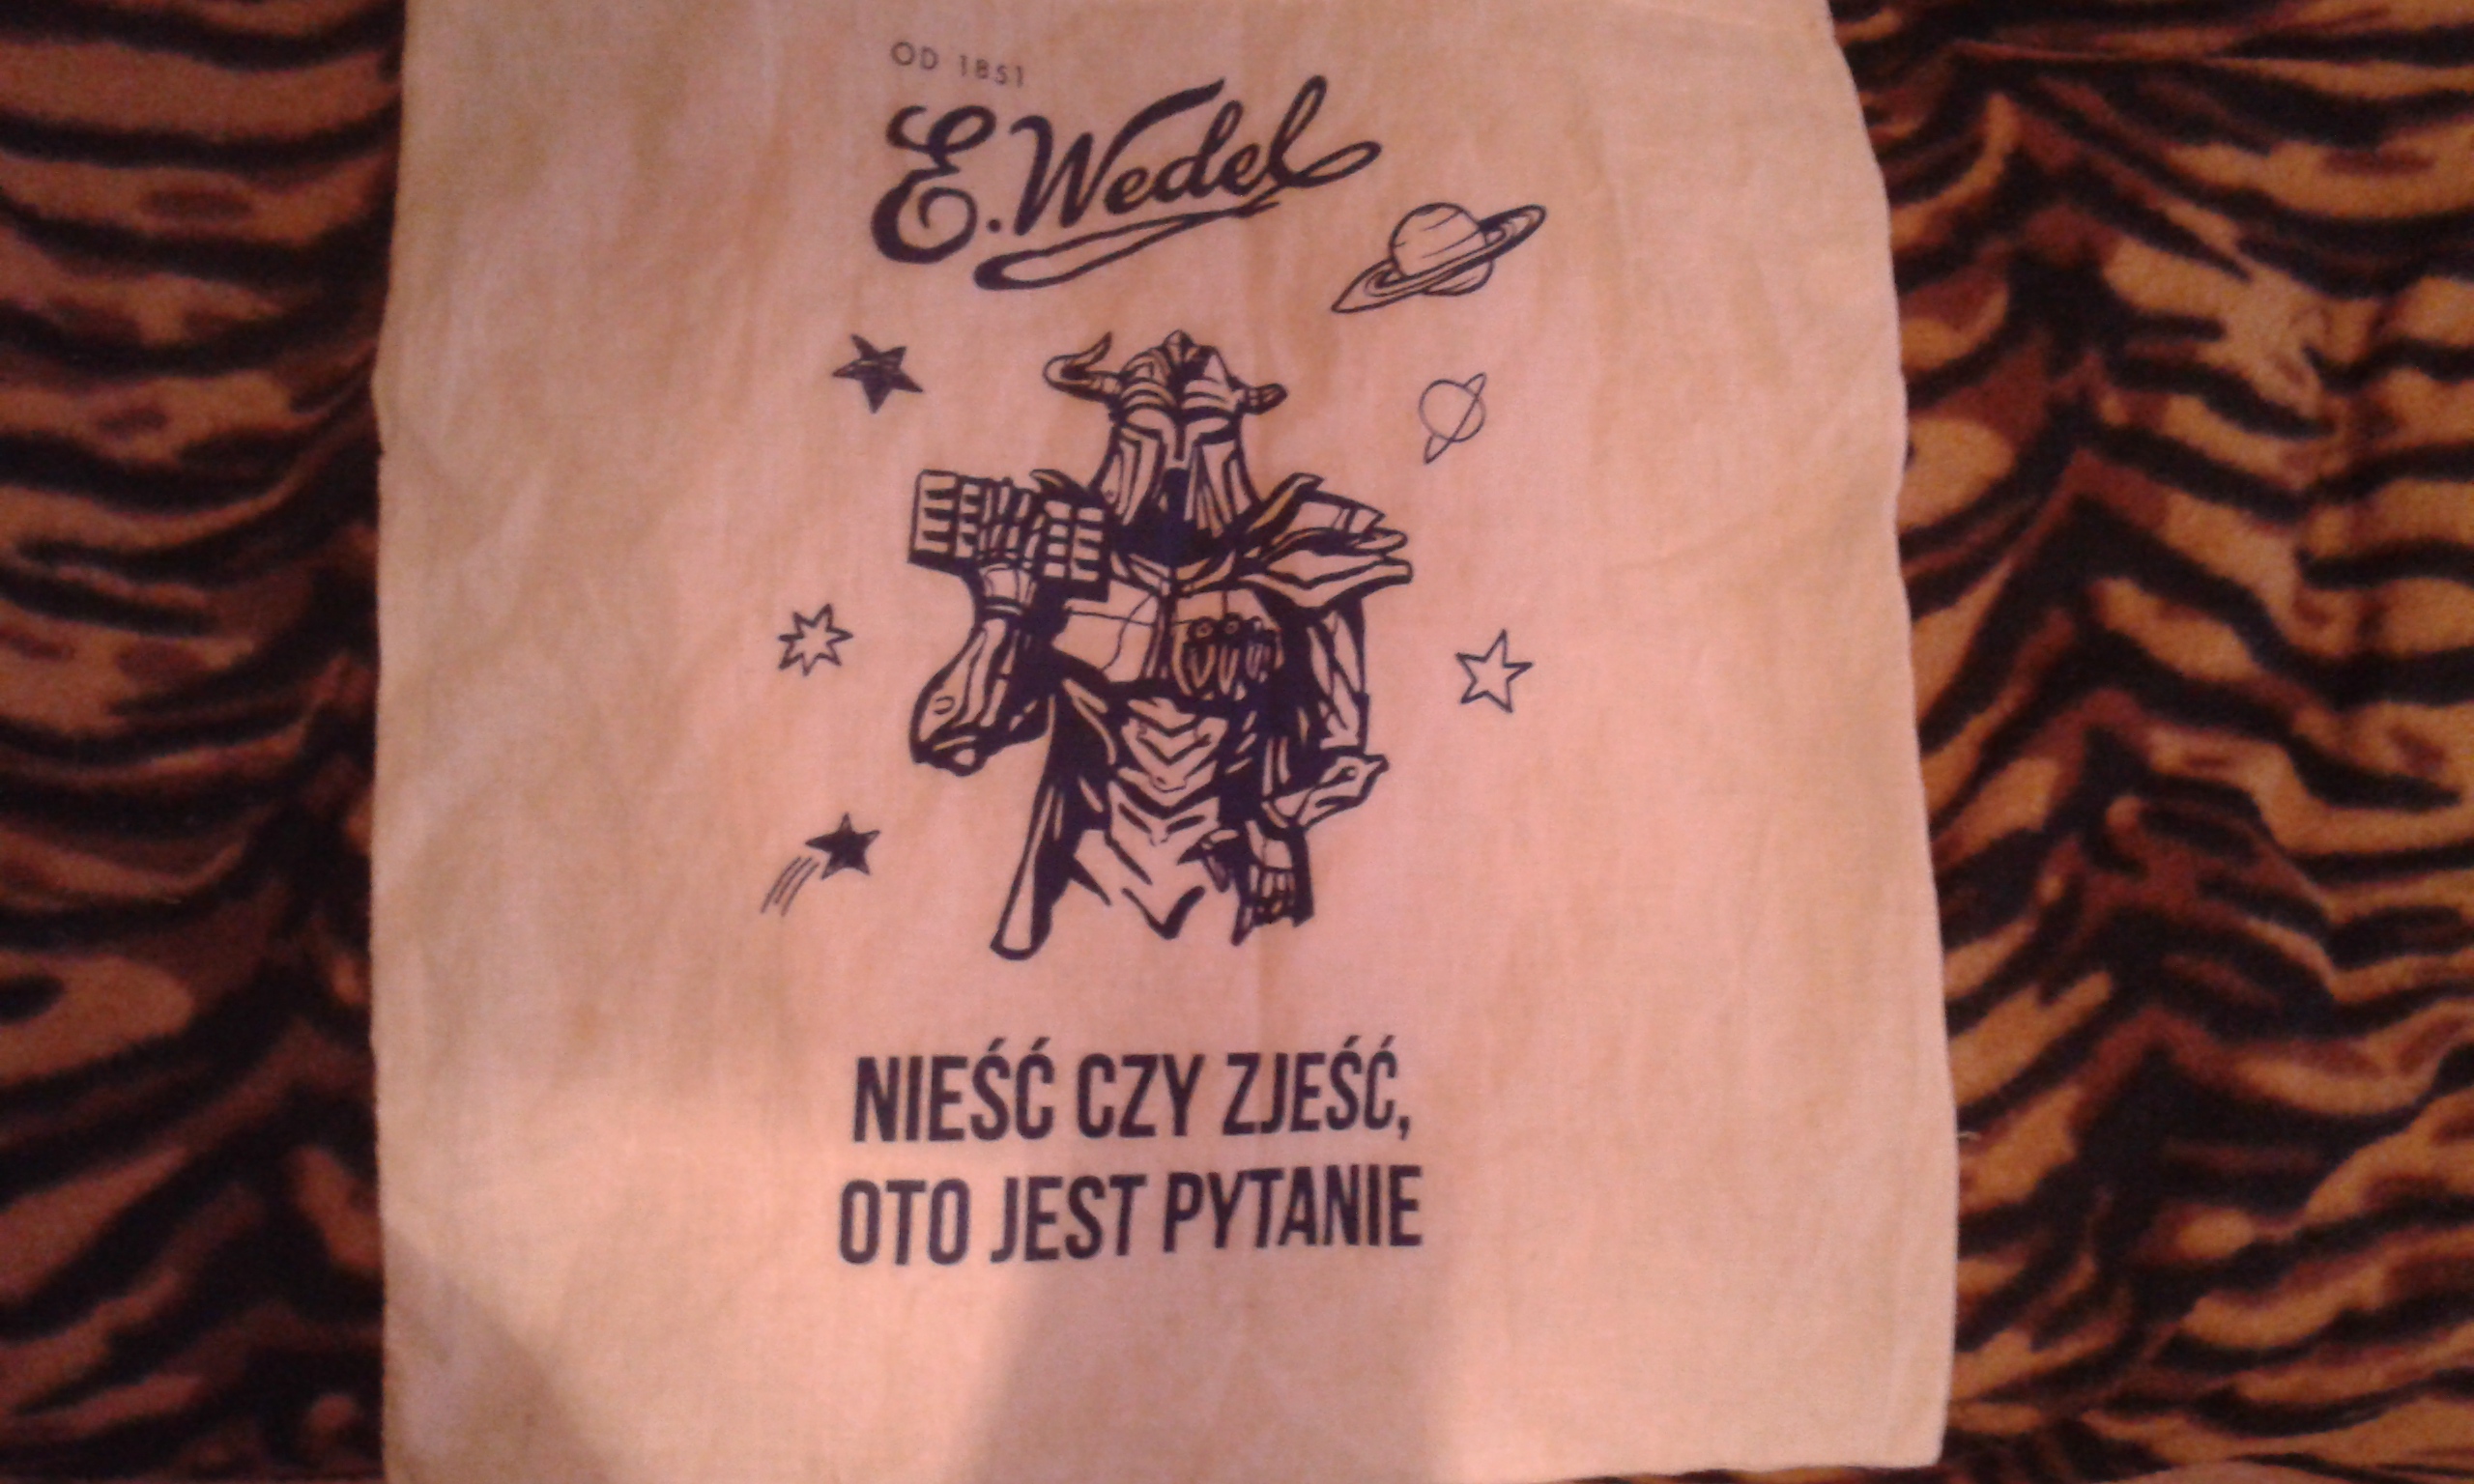 OD 1851
E. Wedel
NIEŚĆ CZY ZJEŚĆ,
OTO JEST PYTANIE